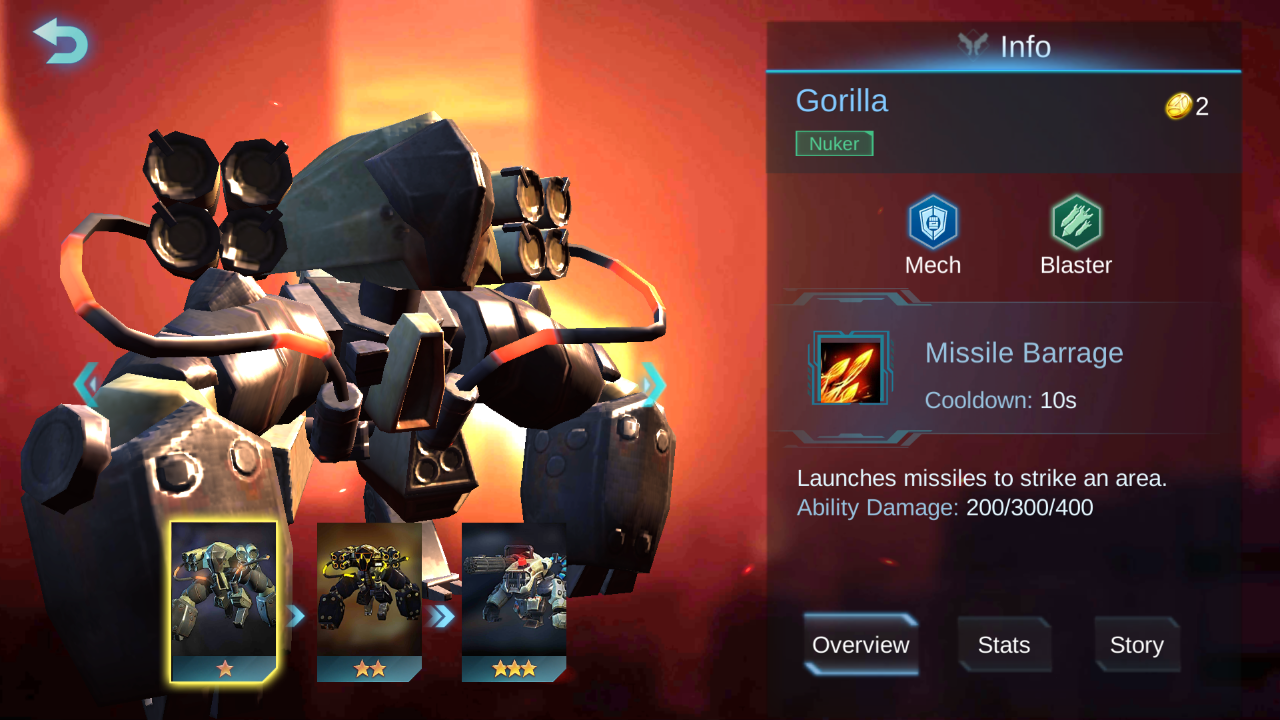 Info
Gorilla
2
Nuker
Mech
Blaster
Missile Barrage
Cooldown: 10s
Launches missiles to strike an area.
Ability Damage: 200/300/400
Overview
Stats
Story